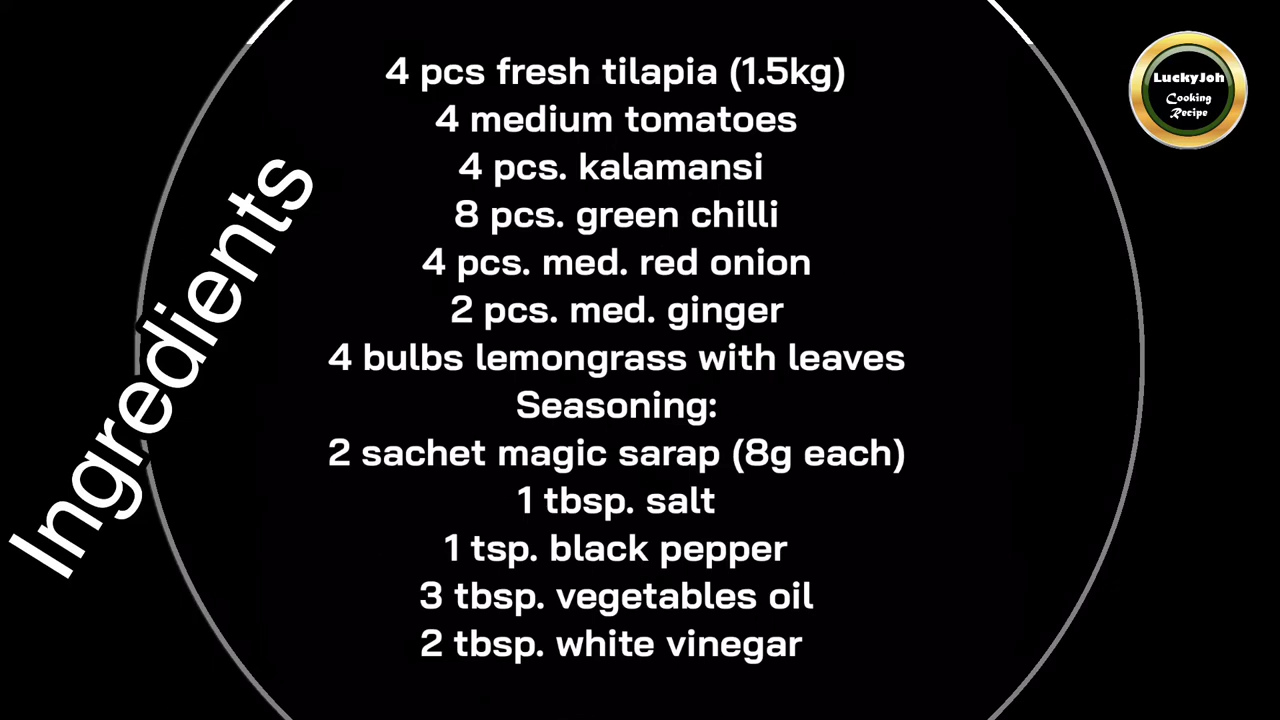 4 pcs fresh tilapia (1.5kg)
4 medium tomatoes
4 pcs. kalamansi
8 pcs. green chilli
4 pcs. med. red onion
2 pcs. med. ginger
4 bulbs lemongrass with leaves
Seasoning:
2 sachet magic sarap (8g each)
1 tbsp. salt
1 tsp. black pepper
3 tbsp. vegetables oil
2 tbsp. white vinegar
Ingredients
LuckyJoh
Cooking
Recipe